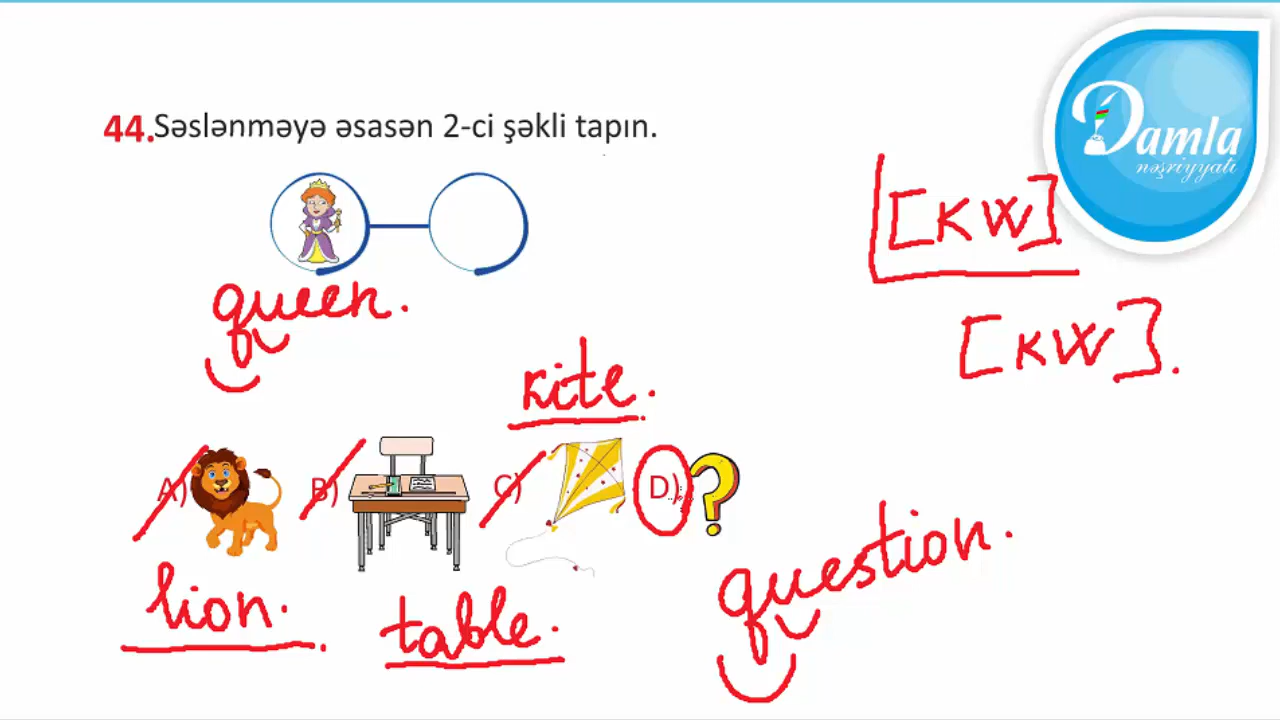 44. Səslənməyə əsasən 2-ci şəkli tapın.
Damla
nəşriyyatı
[KW].
[KW].
queen.
kite.
A)
B)
C)
D)
?
lion.
table.
question.